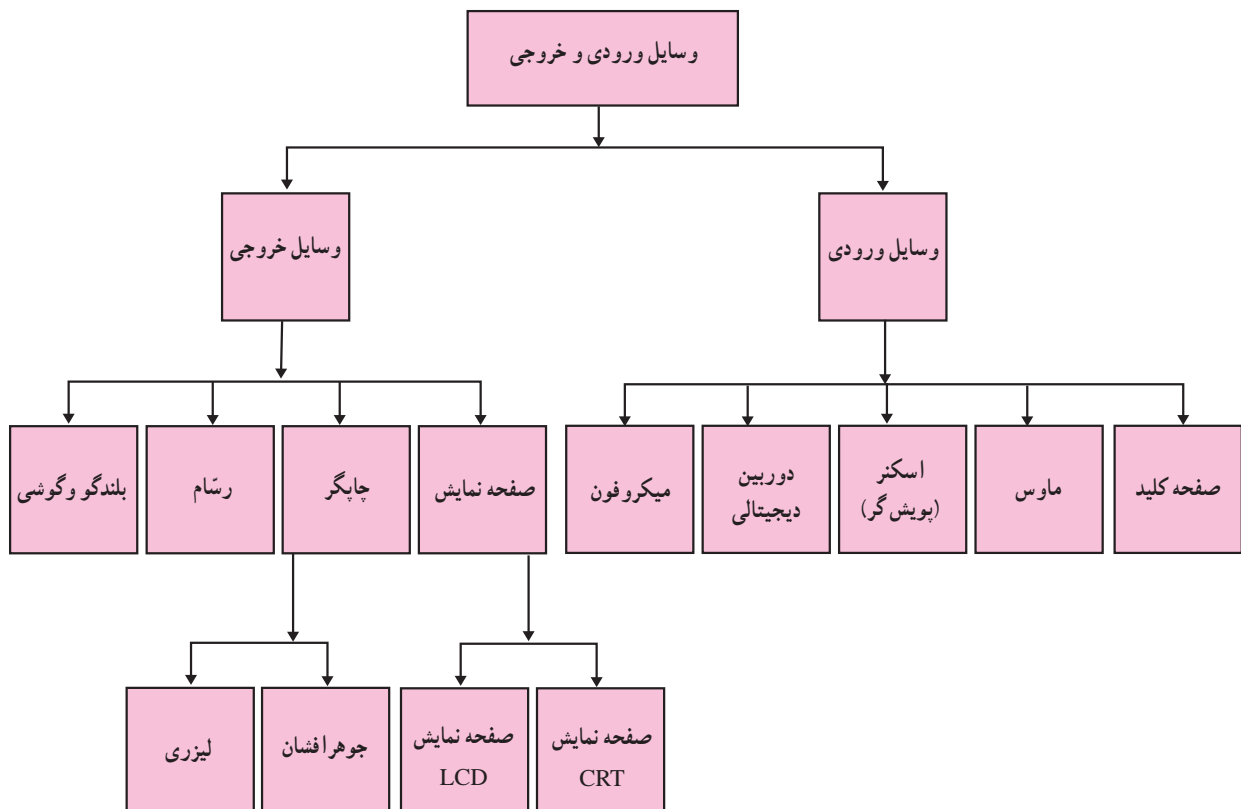 وسایل ورودی و خروجی
وسایل ورودی
وسایل خروجی
صفحه کلید
ماوس
اسکنر
(پویش‌گر)
دوربین
دیجیتالی
میکروفون
صفحه نمایش
چاپگر
رسّام
بلندگو وگوشی
صفحه نمایش
CRT
صفحه نمایش
LCD
جوهرافشان
لیزری